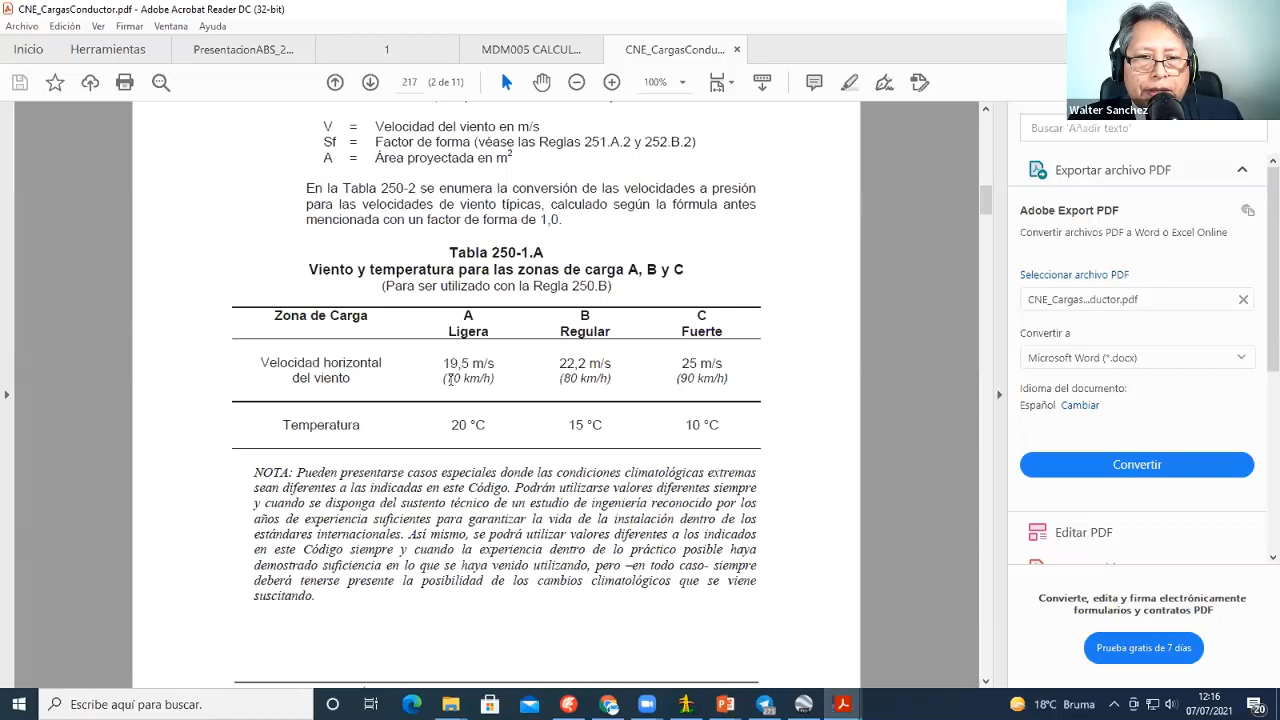 CNE_CargasConductor.pdf - Adobe Acrobat Reader DC (32-bit)
Archivo Edición Ver Firmar Ventana Ayuda
Inicio Herramientas PresentacionABS_2... 1 MDM005 CALCUL... CNE_CargasCondu... ×
217 (2 de 11) 100%
Walter Sanchez
V = Velocidad del viento en m/s
Sf = Factor de forma (véase las Reglas 251.A.2 y 252.B.2)
A = Área proyectada en m²
En la Tabla 250-2 se enumera la conversión de las velocidades a presión
para las velocidades de viento típicas, calculado según la fórmula antes
mencionada con un factor de forma de 1,0.
Tabla 250-1.A
Viento y temperatura para las zonas de carga A, B y C
(Para ser utilizado con la Regla 250.B)
Zona de Carga A B C
Ligera Regular Fuerte
Velocidad horizontal 19,5 m/s 22,2 m/s 25 m/s
del viento (70 km/h) (80 km/h) (90 km/h)
Temperatura 20 °C 15 °C 10 °C
NOTA: Pueden presentarse casos especiales donde las condiciones climatológicas extremas
sean diferentes a las indicadas en este Código. Podrán utilizarse valores diferentes siempre
y cuando se disponga del sustento técnico de un estudio de ingeniería reconocido por los
años de experiencia suficientes para garantizar la vida de la instalación dentro de los
estándares internacionales. Así mismo, se podrá utilizar valores diferentes a los indicados
en este Código siempre y cuando la experiencia dentro de lo práctico posible haya
demostrado suficiencia en lo que se haya venido utilizando, pero –en todo caso- siempre
deberá tenerse presente la posibilidad de los cambios climatológicos que se viene
suscitando.
Buscar 'Añadir texto'
Exportar archivo PDF
Adobe Export PDF
Convertir archivos PDF a Word o Excel Online
Seleccionar archivo PDF
CNE_Cargas...ductor.pdf
Convertir a
Microsoft Word (*.docx)
Idioma del documento:
Español Cambiar
Convertir
Editar PDF
Convierte, edita y firma electrónicamente
formularios y contratos PDF
Prueba gratis de 7 días
Escribe aquí para buscar.
18°C Bruma
12:16
07/07/2021
20